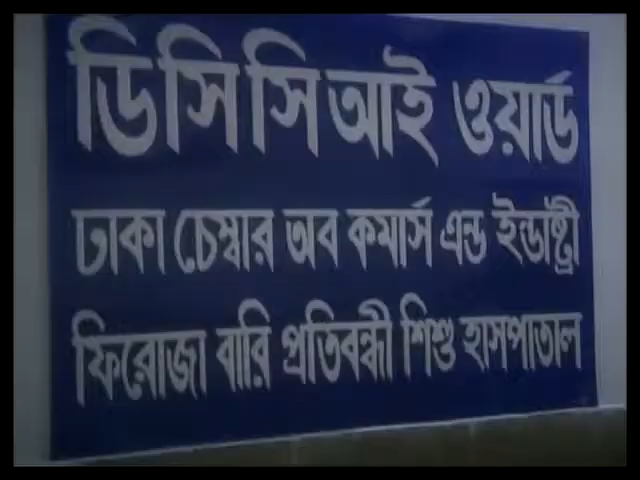 ডিসিসিআই ওয়ার্ড
ঢাকা চেম্বার অব কমার্স এন্ড ইন্ডাষ্ট্রী
ফিরোজা বারি প্রতিবন্ধী শিশু হাসপাতাল